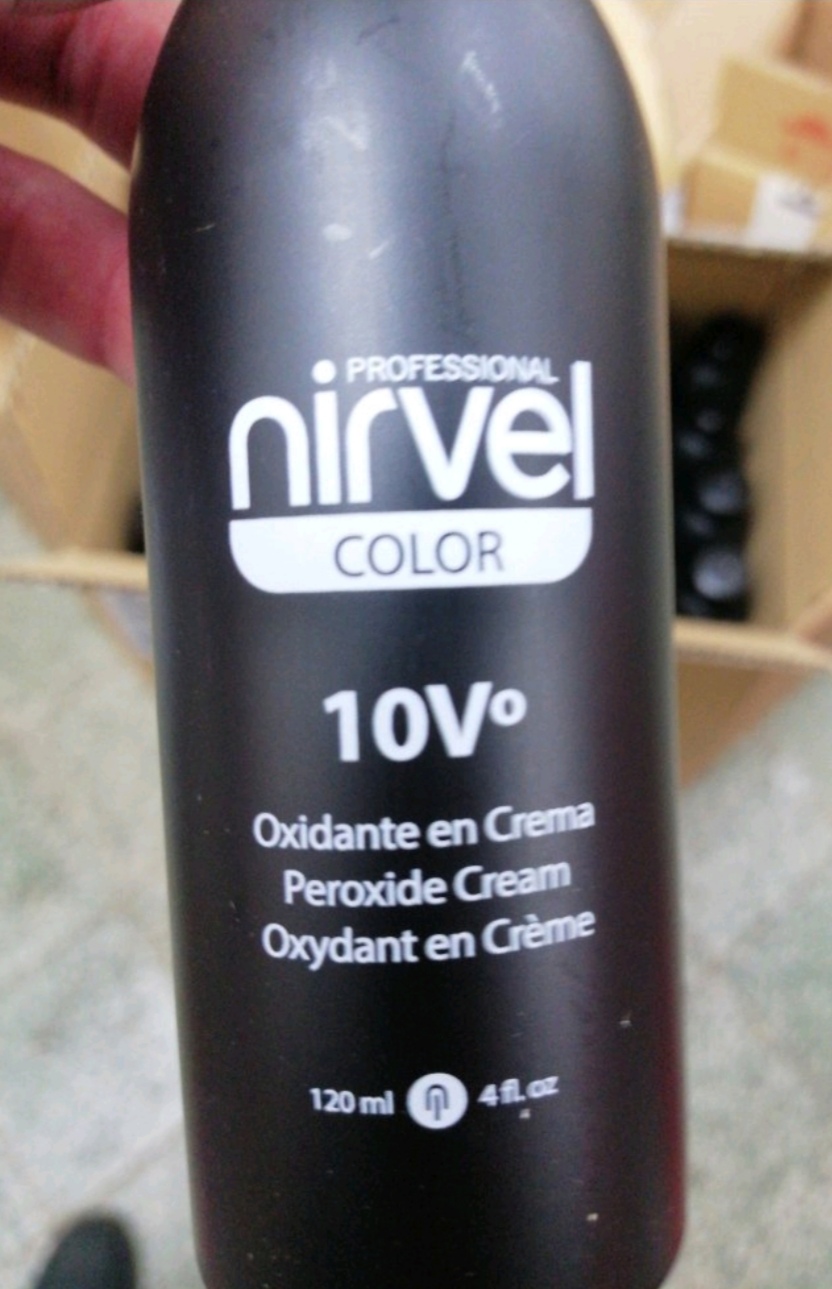 PROFESSIONAL
nirvel
COLOR
10Vº
Oxidante en Crema
Peroxide Cream
Oxydant en Crème
120 ml 4 fl. oz